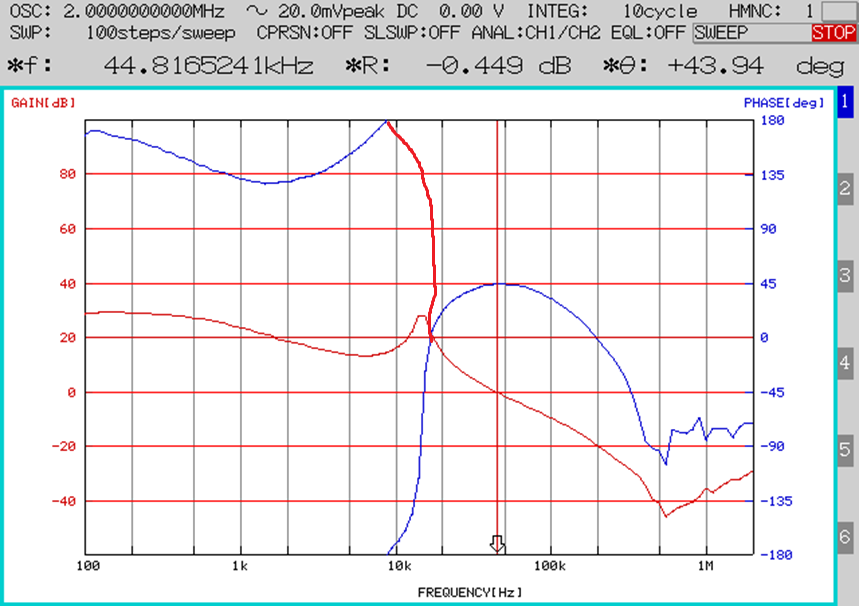 OSC: 2.0000000000MHz ～ 20.0mVpeak DC 0.00 V INTEG: 10cycle HMNC: 1
SWP: 100steps/sweep CPRSN:OFF SLSWP:OFF ANAL:CH1/CH2 EQL:OFF SWEEP STOP
*f: 44.8165241kHz *R: -0.449 dB *θ: +43.94 deg
GAIN[dB] PHASE[deg] 1
180
80 135 2
60 90
40 45 3
20 0
0 -45 4
-20 -90 5
-40 -135
6
-180
100 1k 10k 100k 1M
FREQUENCY[Hz]